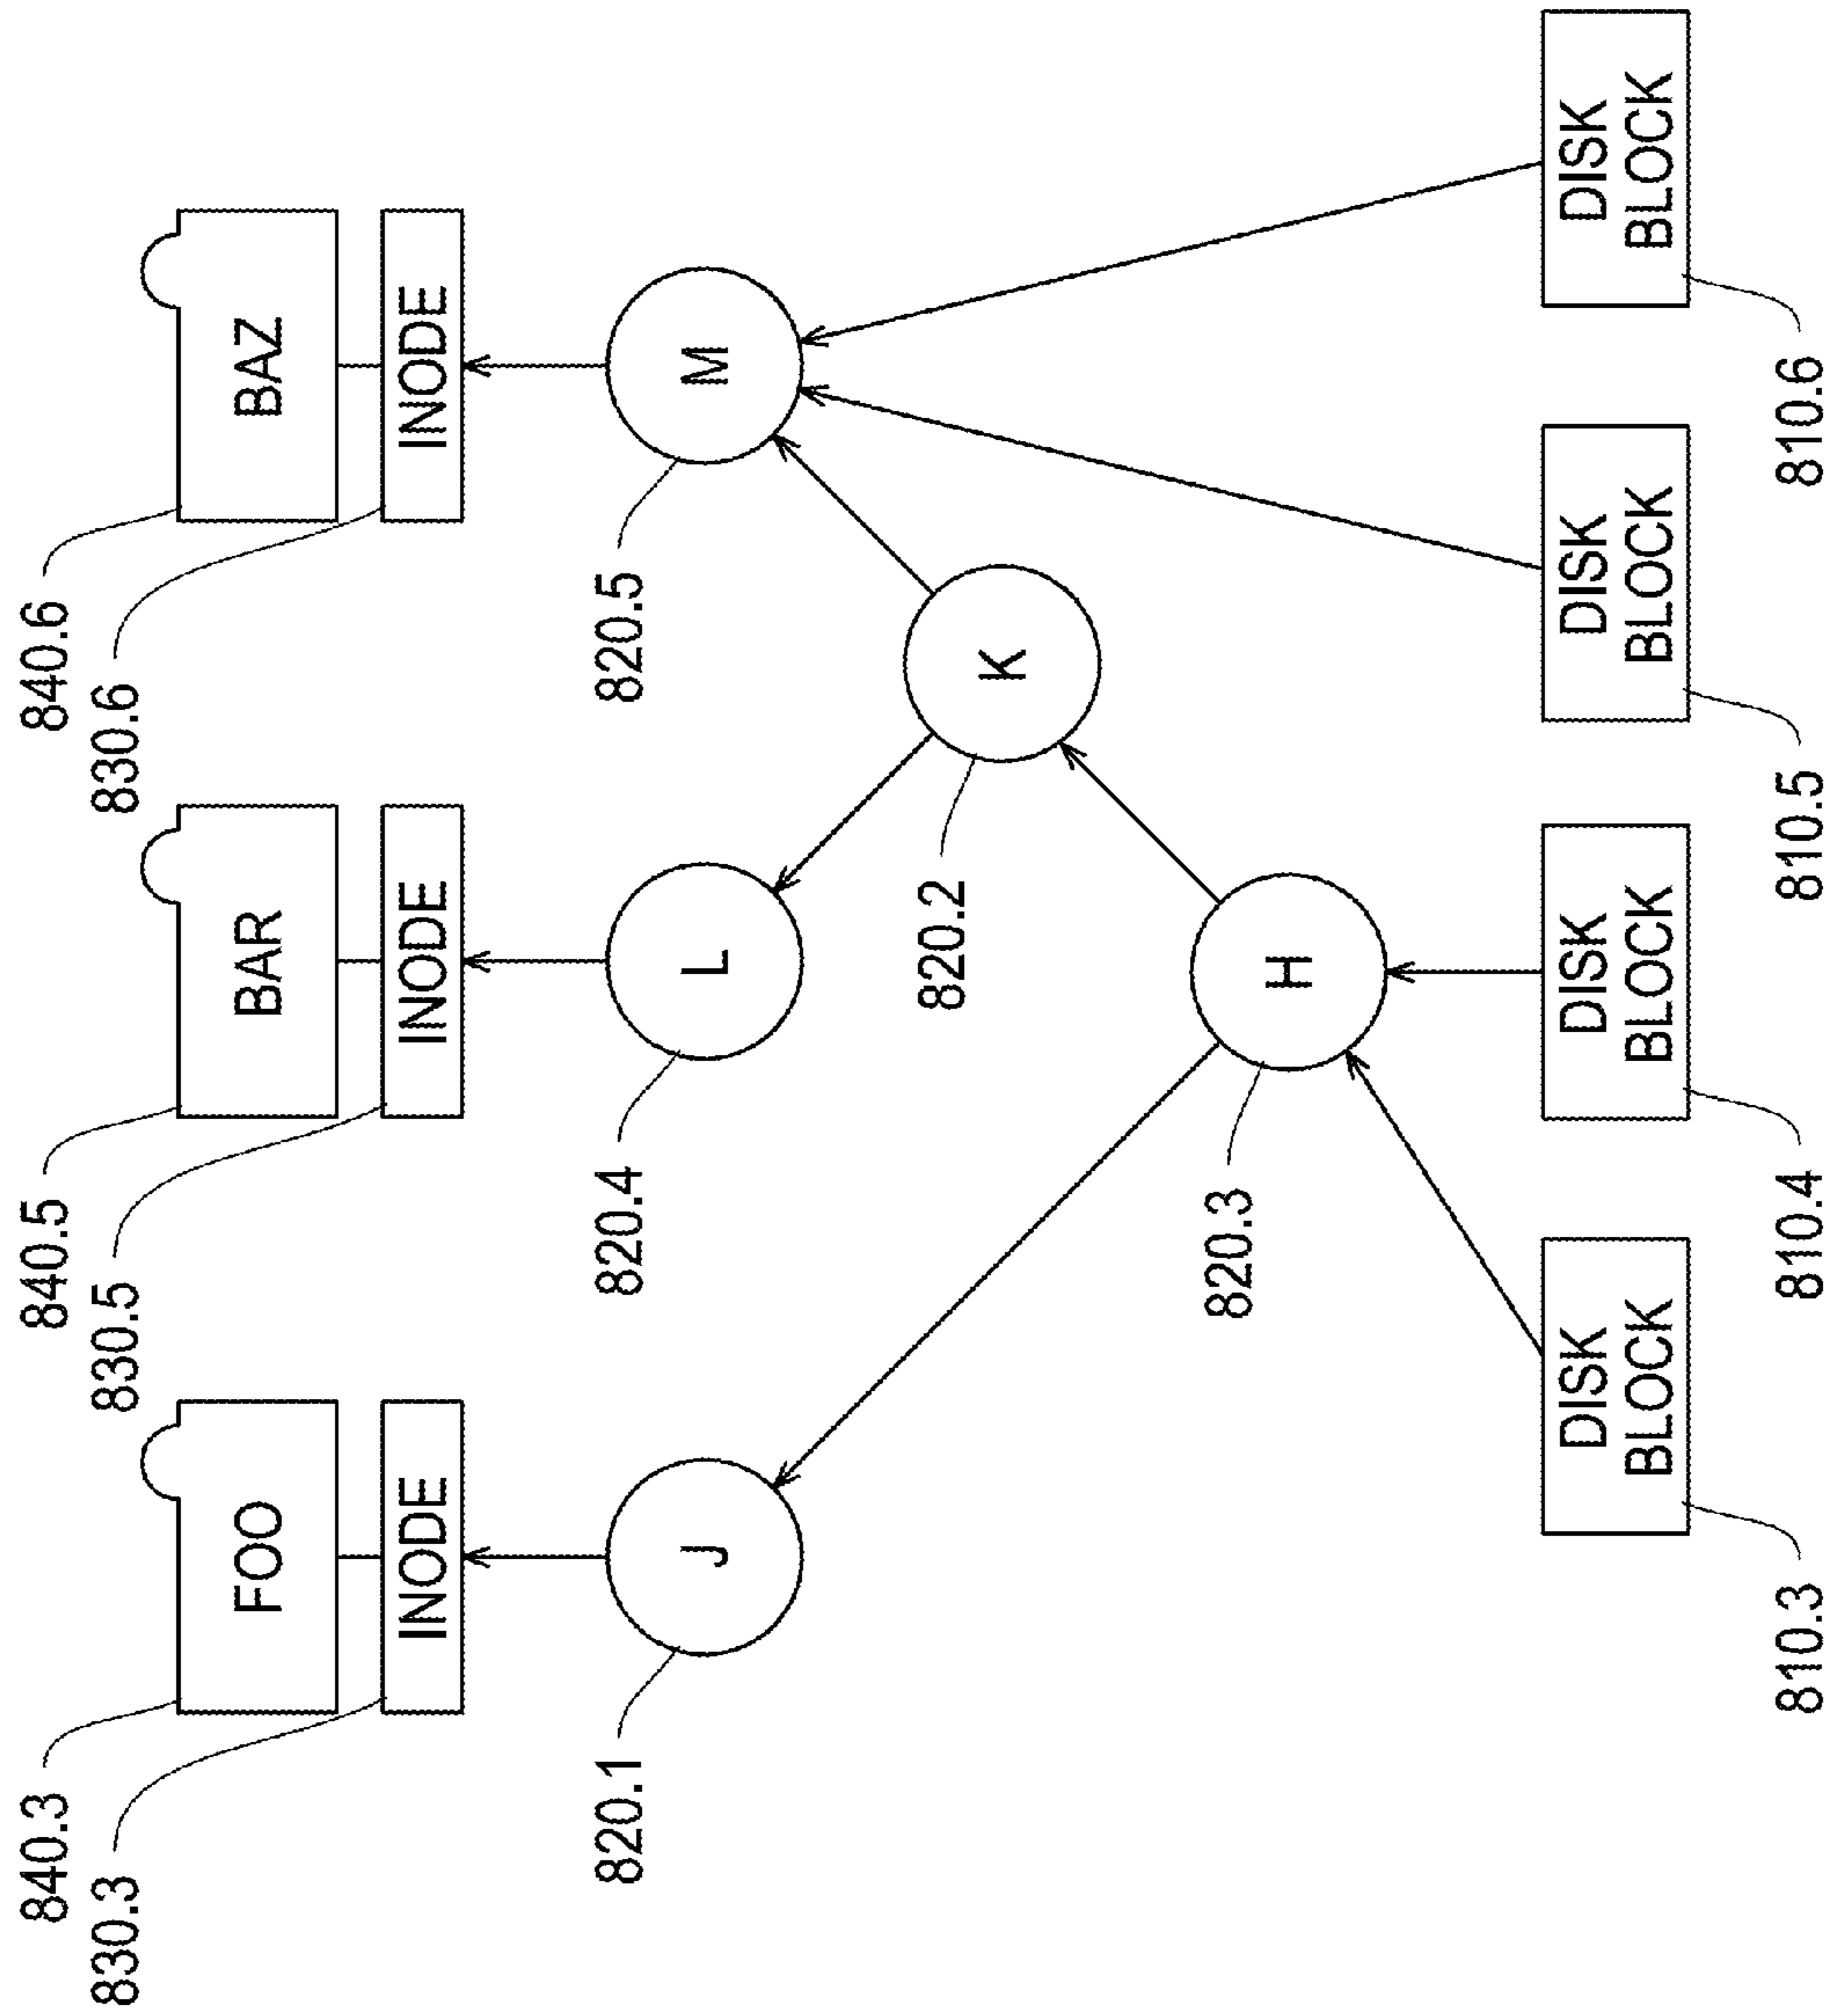 840.3
FOO
830.3
INODE
840.5
BAR
830.5
INODE
840.6
BAZ
830.6
INODE
820.1
J
820.4
L
820.5
M
820.2
K
820.3
H
DISK
BLOCK
810.3
DISK
BLOCK
810.4
DISK
BLOCK
810.5
DISK
BLOCK
810.6